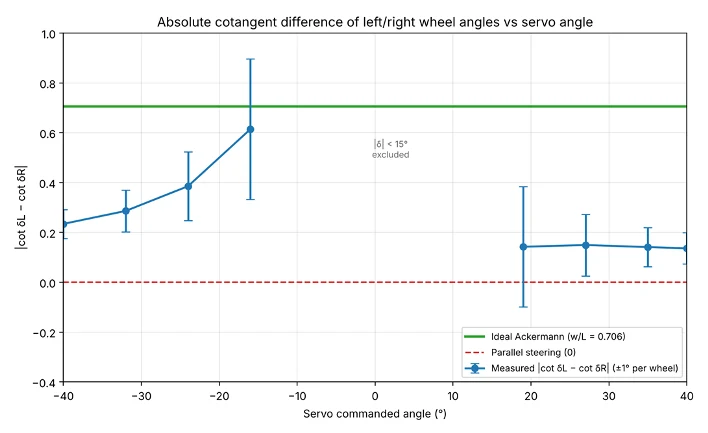 Absolute cotangent difference of left/right wheel angles vs servo angle
|cot δL − cot δR|
1.0
0.8
0.6
0.4
0.2
0.0
−0.2
−0.4
|δ| < 15°
excluded
Ideal Ackermann (w/L = 0.706)
Parallel steering (0)
Measured |cot δL − cot δR| (±1° per wheel)
−40 −30 −20 −10 0 10 20 30 40
Servo commanded angle (°)